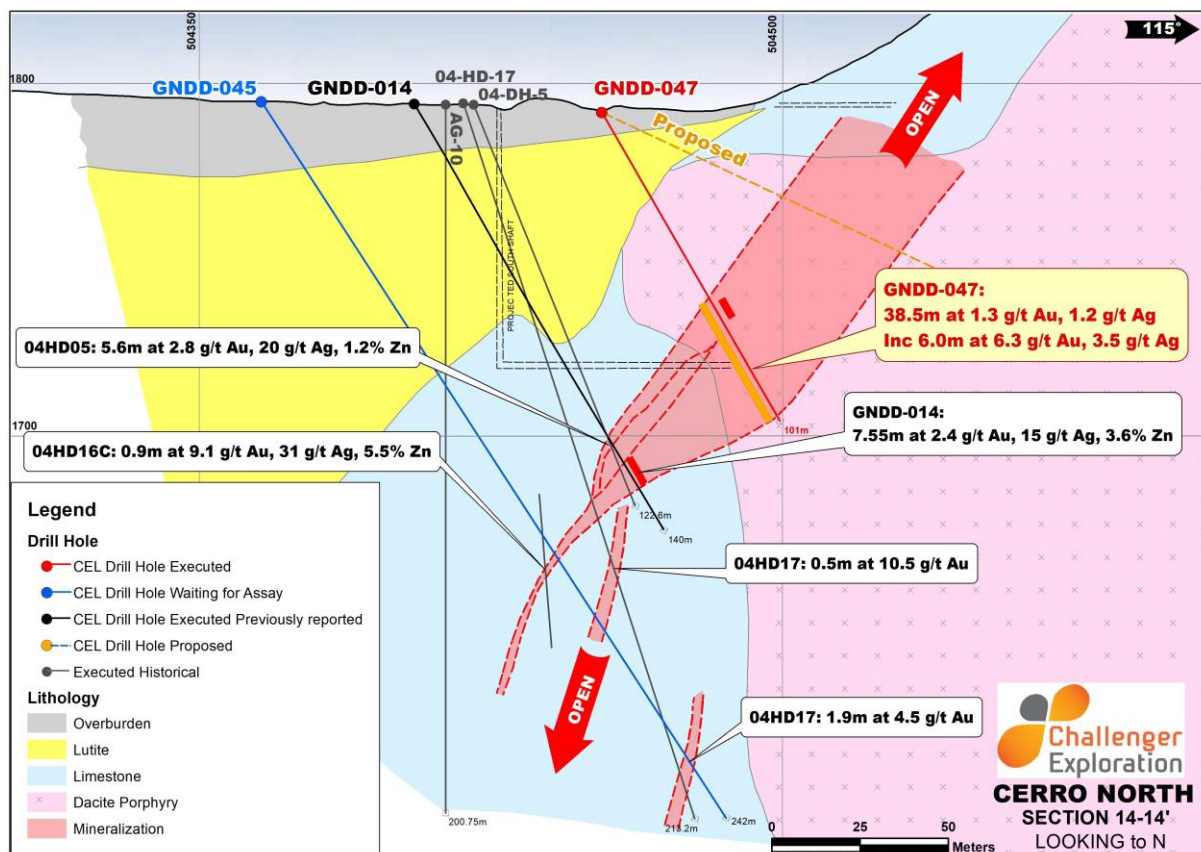 504350
504500
115°
1800
GNDD-045
GNDD-014
04-HD-17
04-DH-5
GNDD-047
AG-10
Proposed
OPEN
PROJECTED SOUTH SHAFT
GNDD-047:
38.5m at 1.3 g/t Au, 1.2 g/t Ag
Inc 6.0m at 6.3 g/t Au, 3.5 g/t Ag
04HD05: 5.6m at 2.8 g/t Au, 20 g/t Ag, 1.2% Zn
GNDD-014:
7.55m at 2.4 g/t Au, 15 g/t Ag, 3.6% Zn
101m
1700
04HD16C: 0.9m at 9.1 g/t Au, 31 g/t Ag, 5.5% Zn
122.6m
140m
04HD17: 0.5m at 10.5 g/t Au
OPEN
04HD17: 1.9m at 4.5 g/t Au
200.75m
213.2m
242m
Legend
Drill Hole
CEL Drill Hole Executed
CEL Drill Hole Waiting for Assay
CEL Drill Hole Executed Previously reported
CEL Drill Hole Proposed
Executed Historical
Lithology
Overburden
Lutite
Limestone
Dacite Porphyry
Mineralization
Challenger
Exploration
CERRO NORTH
SECTION 14-14'
LOOKING to N
0 25 50
Meters